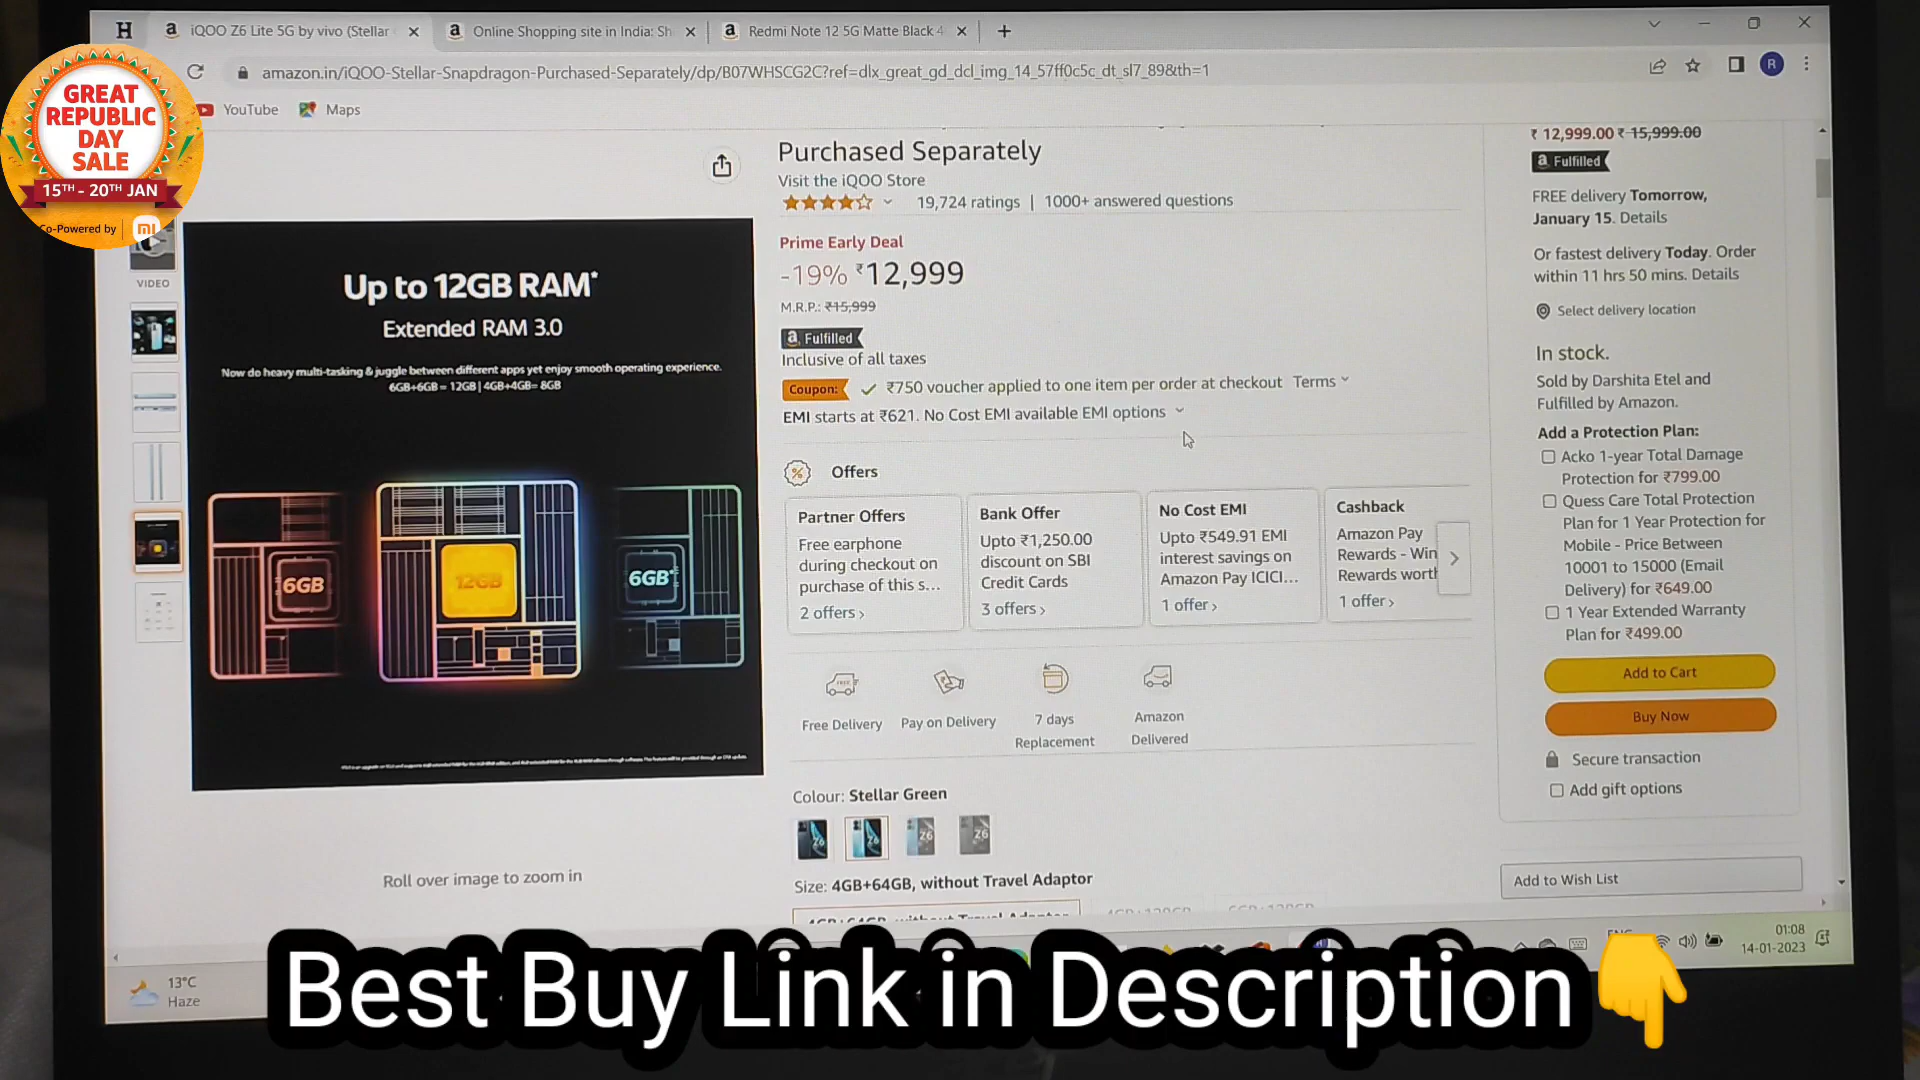 H
iQOO Z6 Lite 5G by vivo (Stellar
Online Shopping site in India: Sh
Redmi Note 12 5G Matte Black 4
amazon.in/iQOO-Stellar-Snapdragon-Purchased-Separately/dp/B07WHSCG2C?ref=dlx_great_gd_dcl_img_14_57ff0c5c_dt_sl7_89&th=1
R
YouTube
Maps
GREAT
REPUBLIC
DAY
SALE
15TH - 20TH JAN
Co-Powered by
mi
VIDEO
Up to 12GB RAM*
Extended RAM 3.0
Now do heavy multi-tasking & juggle between different apps yet enjoy smooth operating experience.
6GB+6GB = 12GB | 4GB+4GB= 8GB
6GB
12GB
6GB*
Roll over image to zoom in
Purchased Separately
Visit the iQOO Store
19,724 ratings | 1000+ answered questions
Prime Early Deal
-19% ₹12,999
M.R.P.: ₹15,999
a Fulfilled
Inclusive of all taxes
Coupon: ₹750 voucher applied to one item per order at checkout Terms
EMI starts at ₹621. No Cost EMI available EMI options
Offers
Partner Offers
Free earphone
during checkout on
purchase of this s...
2 offers ›
Bank Offer
Upto ₹1,250.00
discount on SBI
Credit Cards
3 offers ›
No Cost EMI
Upto ₹549.91 EMI
interest savings on
Amazon Pay ICICI...
1 offer ›
Cashback
Amazon Pay
Rewards - Win
Rewards worth
1 offer ›
Free Delivery
Pay on Delivery
7 days
Replacement
Amazon
Delivered
Colour: Stellar Green
Size: 4GB+64GB, without Travel Adaptor
₹ 12,999.00 ₹ 15,999.00
a Fulfilled
FREE delivery Tomorrow,
January 15. Details
Or fastest delivery Today. Order
within 11 hrs 50 mins. Details
Select delivery location
In stock.
Sold by Darshita Etel and
Fulfilled by Amazon.
Add a Protection Plan:
Acko 1-year Total Damage
Protection for ₹799.00
Quess Care Total Protection
Plan for 1 Year Protection for
Mobile - Price Between
10001 to 15000 (Email
Delivery) for ₹649.00
1 Year Extended Warranty
Plan for ₹499.00
Add to Cart
Buy Now
Secure transaction
Add gift options
Add to Wish List
13°C
Haze
01:08
14-01-2023
Best Buy Link in Description👇